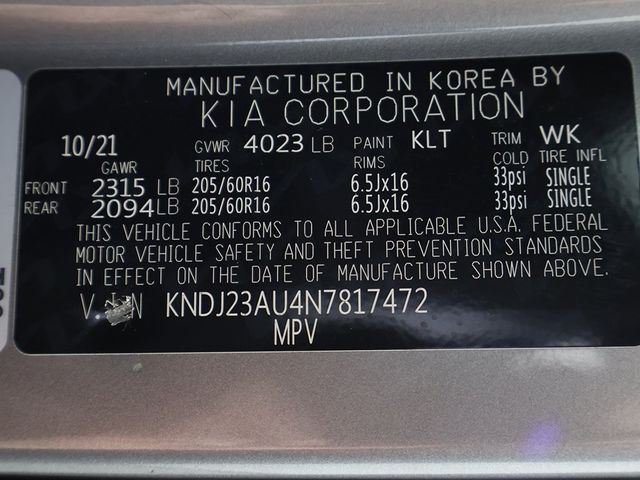 MANUFACTURED IN KOREA BY
KIA CORPORATION
10/21 GVWR 4023 LB PAINT KLT TRIM WK
GAWR TIRES RIMS COLD TIRE INFL
FRONT 2315 LB 205/60R16 6.5Jx16 33psi SINGLE
REAR 2094 LB 205/60R16 6.5Jx16 33psi SINGLE
THIS VEHICLE CONFORMS TO ALL APPLICABLE U.S.A. FEDERAL
MOTOR VEHICLE SAFETY AND THEFT PREVENTION STANDARDS
IN EFFECT ON THE DATE OF MANUFACTURE SHOWN ABOVE.
V.I.N KNDJ23AU4N7817472
MPV